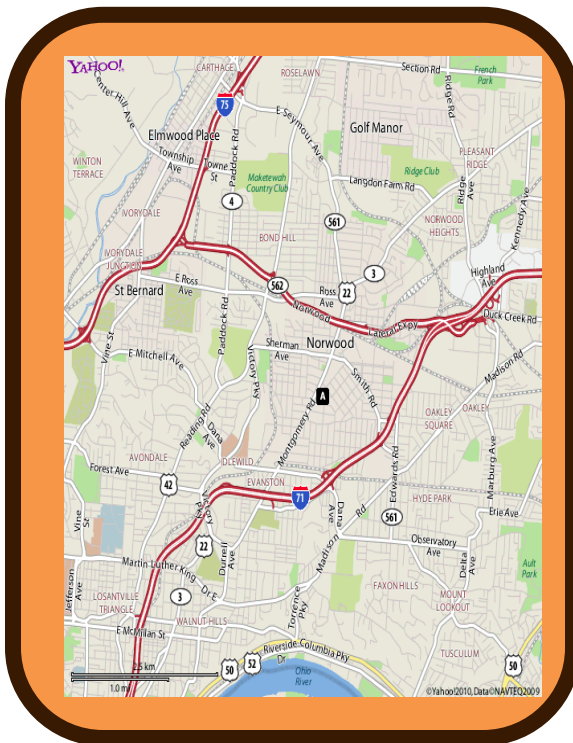 YAHOO!
CARTHAGE
ROSELAWN
Section Rd
French
Park
Center Hill Ave
75
E Seymour Ave
Ridge Rd
Elmwood Place
Golf Manor
Paddock Rd
Township
Ave
Towne
St
WINTON
TERRACE
PLEASANT
RIDGE
Maketewah
Country Club
Langdon Farm Rd
Ridge Club
Ridge
Ave
Kennedy Ave
4
IVORYDALE
561
NORWOOD
HEIGHTS
BOND HILL
IVORYDALE
JUNCTION
3
Highland
Ave
St Bernard
E Ross
Ave
562
Ross
Ave
22
Norwood
Lateral Expy
Duck Creek Rd
Paddock Rd
Vine St
Sherman
Ave
Norwood
E Mitchell Ave
Victory Pky
Smith Rd
Madison Rd
A
Reading Rd
Dana
Ave
Montgomery Rd
OAKLEY
SQUARE
OAKLEY
AVONDALE
IDLEWILD
Forest Ave
42
EVANSTON
Edwards Rd
Marburg Ave
71
HYDE PARK
Victory
Pky
Dana
Ave
561
Erie Ave
Vine
St
22
Durrell
Ave
Madison Rd
Observatory
Ave
Delta
Ave
Ault
Park
Martin Luther King Dr E
Jefferson
Ave
LOSANTIVILLE
TRIANGLE
3
FAXON HILLS
MOUNT
LOOKOUT
WALNUT HILLS
Torrence
Pky
E McMillan St
Riverside Columbia Pky
Dr
TUSCULUM
50
52
50
Ohio
River
2.5 km
1.0 m
©Yahoo!2010, Data©NAVTEQ2009